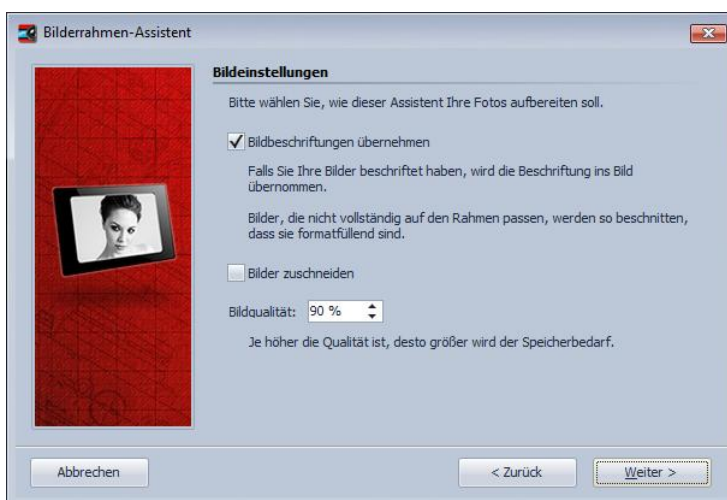 Bilderrahmen-Assistent
Bildeinstellungen
Bitte wählen Sie, wie dieser Assistent Ihre Fotos aufbereiten soll.
Bildbeschriftungen übernehmen
Falls Sie Ihre Bilder beschriftet haben, wird die Beschriftung ins Bild
übernommen.
Bilder, die nicht vollständig auf den Rahmen passen, werden so beschnitten,
dass sie formatfüllend sind.
Bilder zuschneiden
Bildqualität: 90 %
Je höher die Qualität ist, desto größer wird der Speicherbedarf.
Abbrechen < Zurück Weiter >